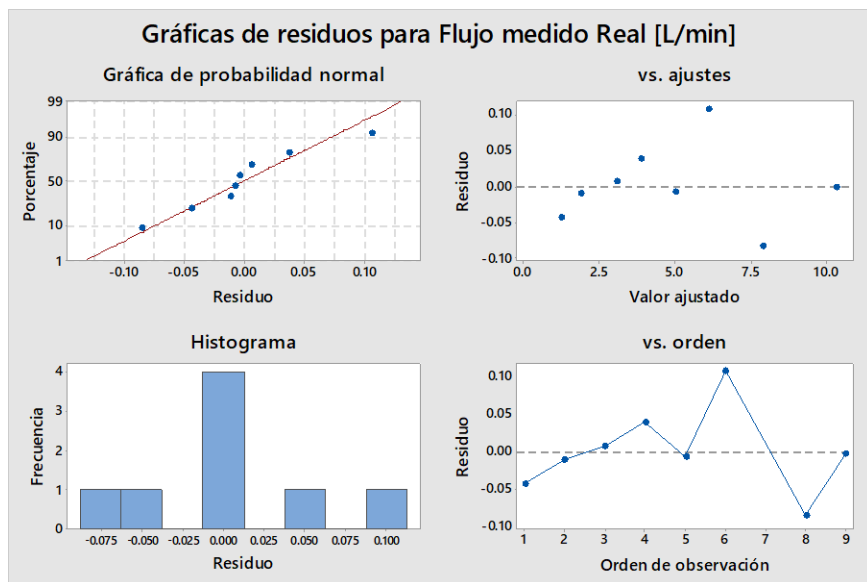 Gráficas de residuos para Flujo medido Real [L/min]
Gráfica de probabilidad normal
Porcentaje
99
90
50
10
1
-0.10 -0.05 0.00 0.05 0.10
Residuo
vs. ajustes
Residuo
0.10
0.05
0.00
-0.05
-0.10
0.0 2.5 5.0 7.5 10.0
Valor ajustado
Histograma
Frecuencia
4
3
2
1
0
-0.075 -0.050 -0.025 0.000 0.025 0.050 0.075 0.100
Residuo
vs. orden
Residuo
0.10
0.05
0.00
-0.05
-0.10
1 2 3 4 5 6 7 8 9
Orden de observación